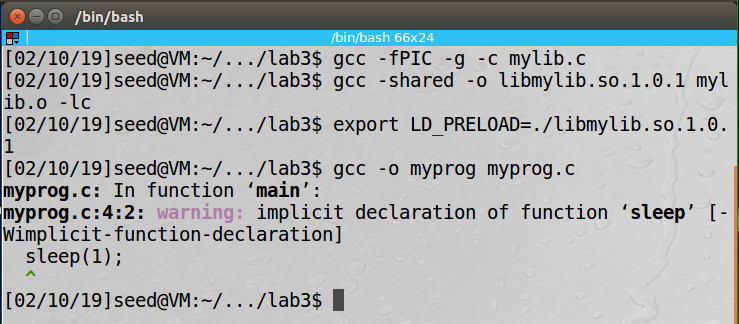 /bin/bash
/bin/bash 66x24
[02/10/19]seed@VM:~/.../lab3$ gcc -fPIC -g -c mylib.c
[02/10/19]seed@VM:~/.../lab3$ gcc -shared -o libmylib.so.1.0.1 myl
ib.o -lc
[02/10/19]seed@VM:~/.../lab3$ export LD_PRELOAD=./libmylib.so.1.0.
1
[02/10/19]seed@VM:~/.../lab3$ gcc -o myprog myprog.c
myprog.c: In function ‘main’:
myprog.c:4:2: warning: implicit declaration of function ‘sleep’ [-
Wimplicit-function-declaration]
  sleep(1);
  ^
[02/10/19]seed@VM:~/.../lab3$